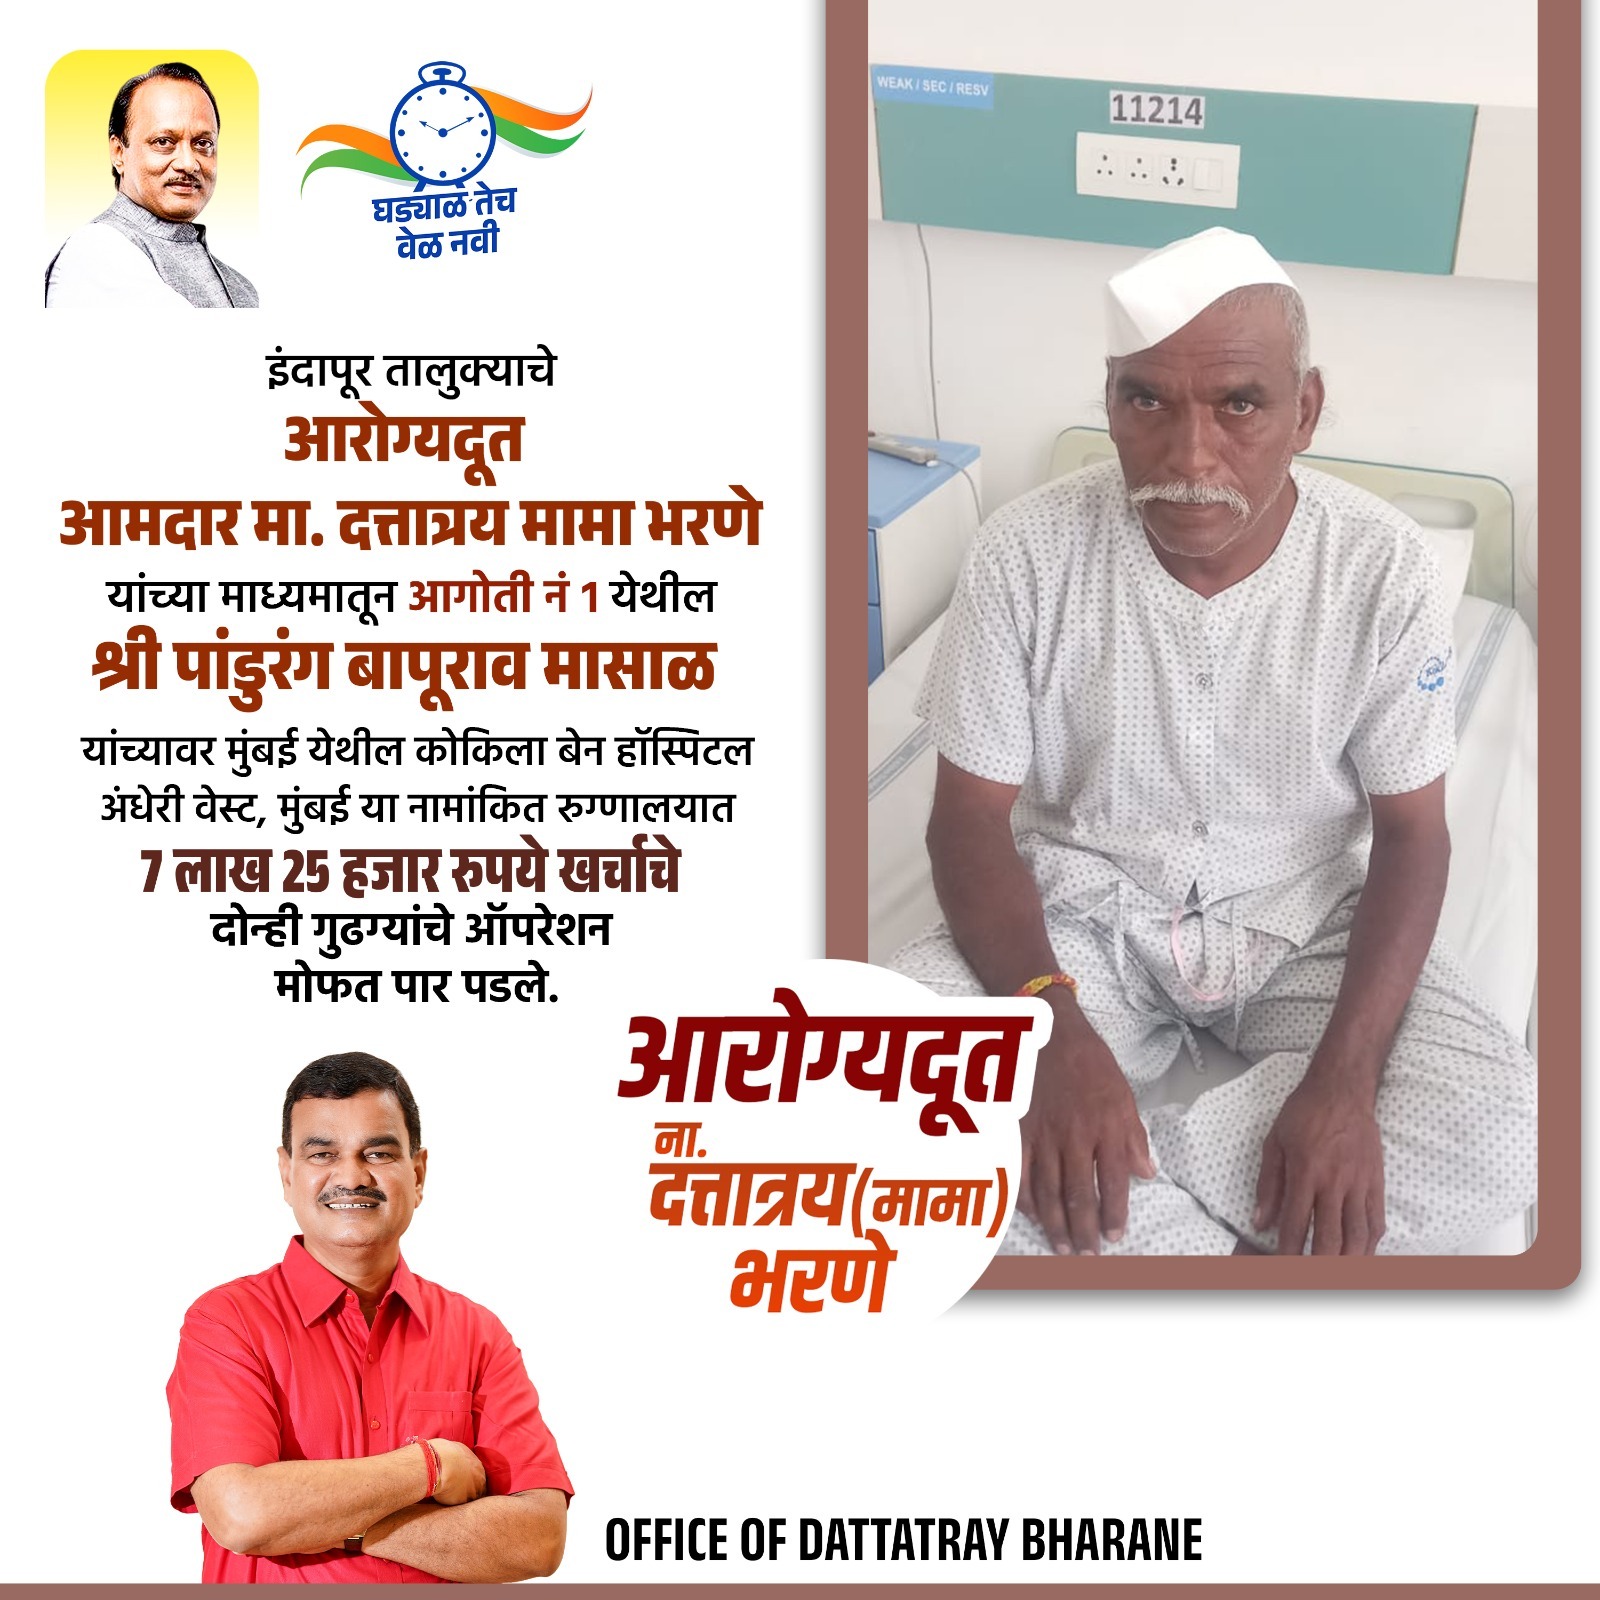 घड्याळ तेच
वेळ नवी
इंदापूर तालुक्याचे
आरोग्यदूत
आमदार मा. दत्तात्रय मामा भरणे
यांच्या माध्यमातून आगोती नं 1 येथील
श्री पांडुरंग बापूराव मासाळ
यांच्यावर मुंबई येथील कोकिला बेन हॉस्पिटल
अंधेरी वेस्ट, मुंबई या नामांकित रुग्णालयात
7 लाख 25 हजार रुपये खर्चाचे
दोन्ही गुढग्यांचे ऑपरेशन
मोफत पार पडले.
WEAK / SEC / RESV
11214
आरोग्यदूत
ना.
दत्तात्रय (मामा)
भरणे
OFFICE OF DATTATRAY BHARANE